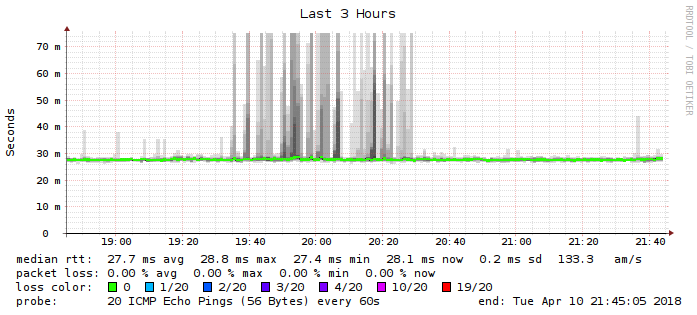 Last 3 Hours
RRDTOOL / TOBI OETIKER
Seconds
70 m
60 m
50 m
40 m
30 m
20 m
10 m
0
19:00 19:20 19:40 20:00 20:20 20:40 21:00 21:20 21:40
median rtt: 27.7 ms avg 28.8 ms max 27.4 ms min 28.1 ms now 0.2 ms sd 133.3 am/s
packet loss: 0.00 % avg 0.00 % max 0.00 % min 0.00 % now
loss color: 0 1/20 2/20 3/20 4/20 10/20 19/20
probe: 20 ICMP Echo Pings (56 Bytes) every 60s end: Tue Apr 10 21:45:05 2018